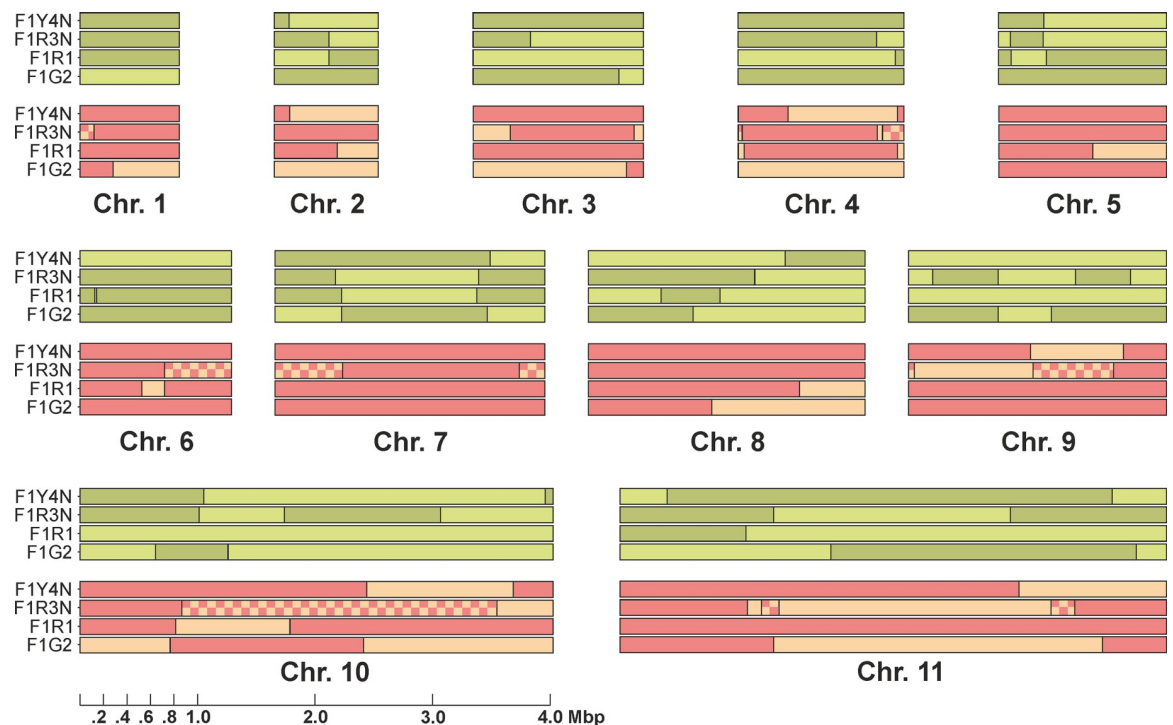 F1Y4N
F1R3N
F1R1
F1G2
F1Y4N
F1R3N
F1R1
F1G2
Chr. 1 Chr. 2 Chr. 3 Chr. 4 Chr. 5
F1Y4N
F1R3N
F1R1
F1G2
F1Y4N
F1R3N
F1R1
F1G2
Chr. 6 Chr. 7 Chr. 8 Chr. 9
F1Y4N
F1R3N
F1R1
F1G2
F1Y4N
F1R3N
F1R1
F1G2
Chr. 10 Chr. 11
.2 .4 .6 .8 1.0 2.0 3.0 4.0 Mbp